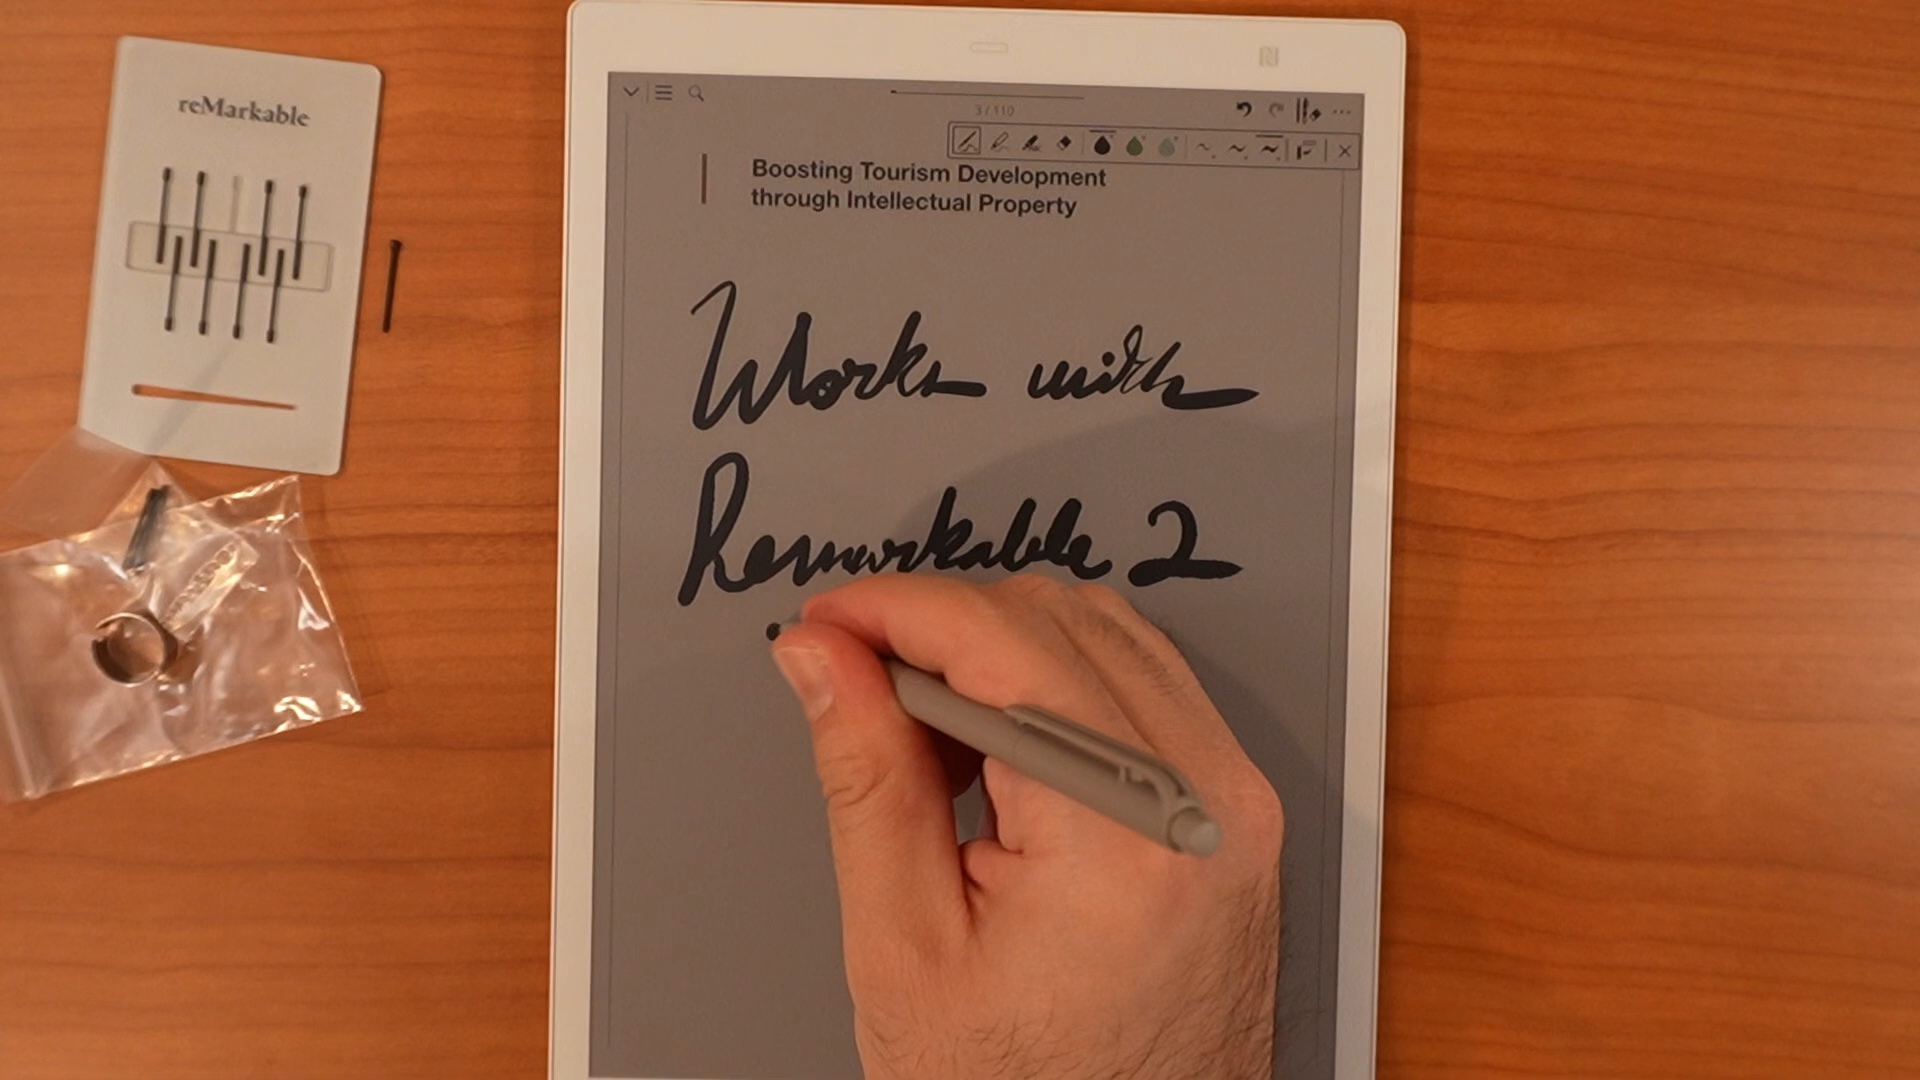 reMarkable
3 / 110
Boosting Tourism Development
through Intellectual Property
Works with
Remarkable 2